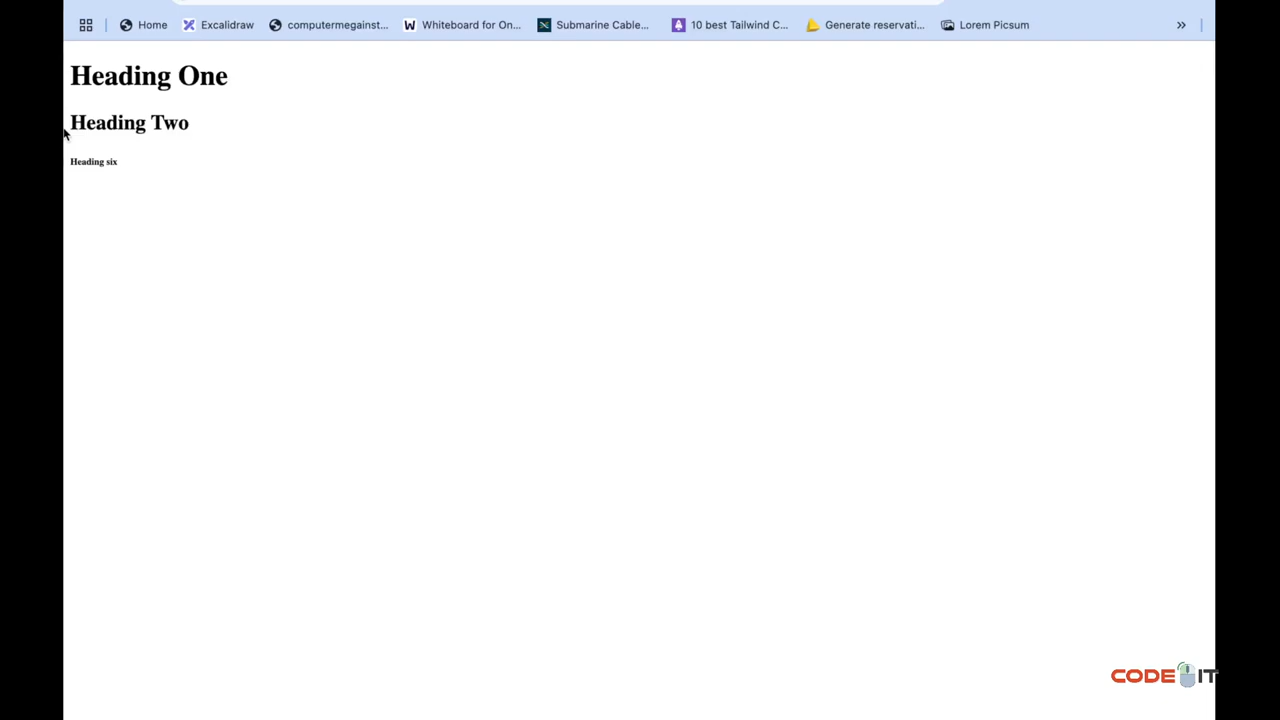 Home Excalidraw computermegainst... Whiteboard for On... Submarine Cable... 10 best Tailwind C... Generate reservati... Lorem Picsum
Heading One
Heading Two
Heading six
CODE IT